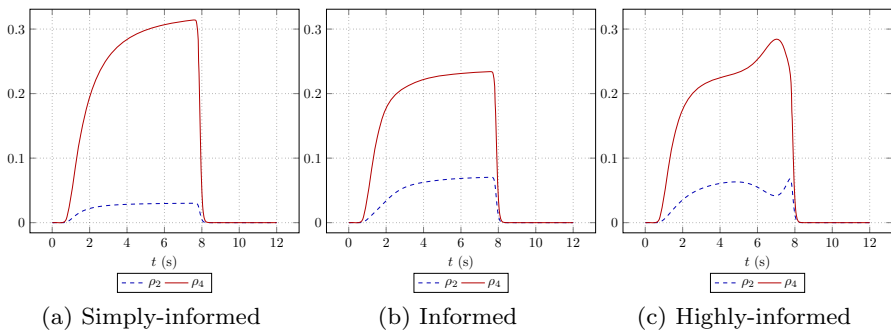 0.3
0.2
0.1
0
0 2 4 6 8 10 12
t (s)
ρ2 ρ4
(a) Simply-informed
0.3
0.2
0.1
0
0 2 4 6 8 10 12
t (s)
ρ2 ρ4
(b) Informed
0.3
0.2
0.1
0
0 2 4 6 8 10 12
t (s)
ρ2 ρ4
(c) Highly-informed